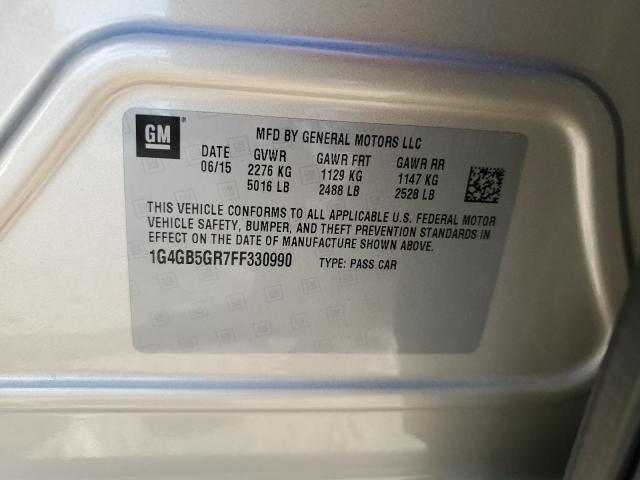 GM
MFD BY GENERAL MOTORS LLC
DATE GVWR GAWR FRT GAWR RR
06/15 2276 KG 1129 KG 1147 KG
5016 LB 2488 LB 2528 LB
THIS VEHICLE CONFORMS TO ALL APPLICABLE U.S. FEDERAL MOTOR
VEHICLE SAFETY, BUMPER, AND THEFT PREVENTION STANDARDS IN
EFFECT ON THE DATE OF MANUFACTURE SHOWN ABOVE.
1G4GB5GR7FF330990 TYPE: PASS CAR